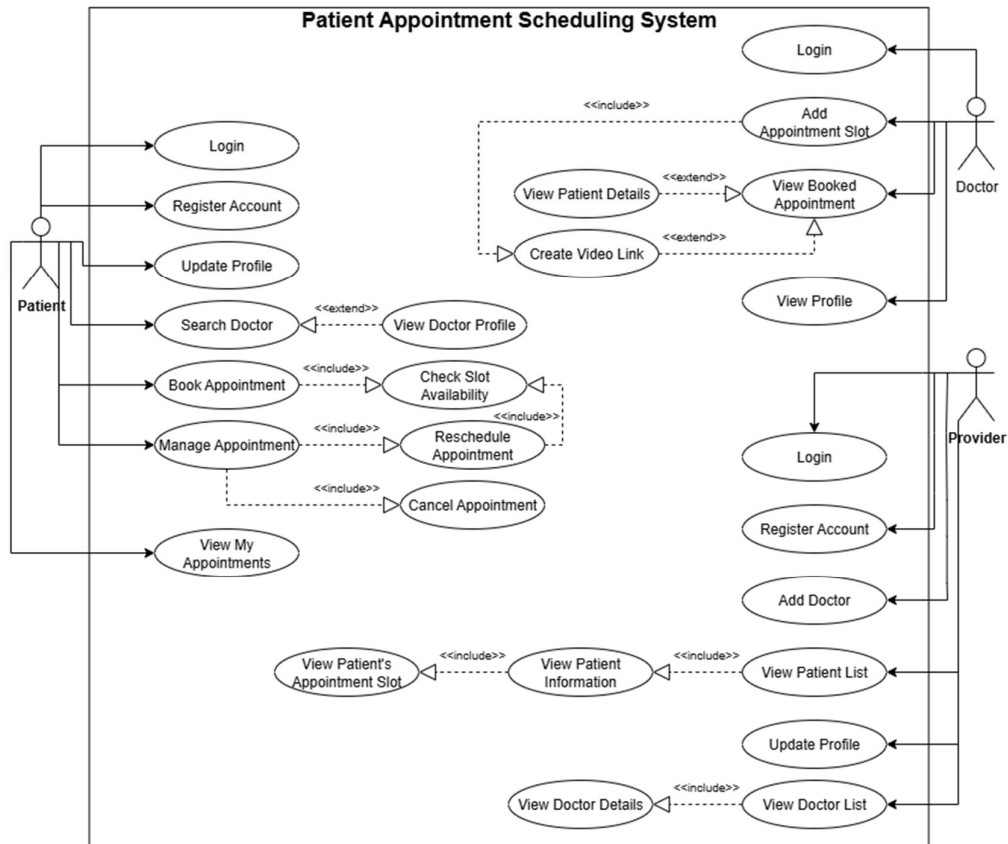 Patient Appointment Scheduling System
Login
<<include>>
Add
Appointment Slot
Doctor
Login
<<extend>>
View Patient Details
View Booked
Appointment
Register Account
<<extend>>
Create Video Link
Update Profile
Patient
View Profile
<<extend>>
Search Doctor
View Doctor Profile
<<include>>
Book Appointment
Check Slot
Availability
<<include>>
<<include>>
Manage Appointment
Reschedule
Appointment
Provider
Login
<<include>>
Cancel Appointment
Register Account
View My
Appointments
Add Doctor
<<include>>
<<include>>
View Patient's
Appointment Slot
View Patient
Information
View Patient List
Update Profile
<<include>>
View Doctor Details
View Doctor List